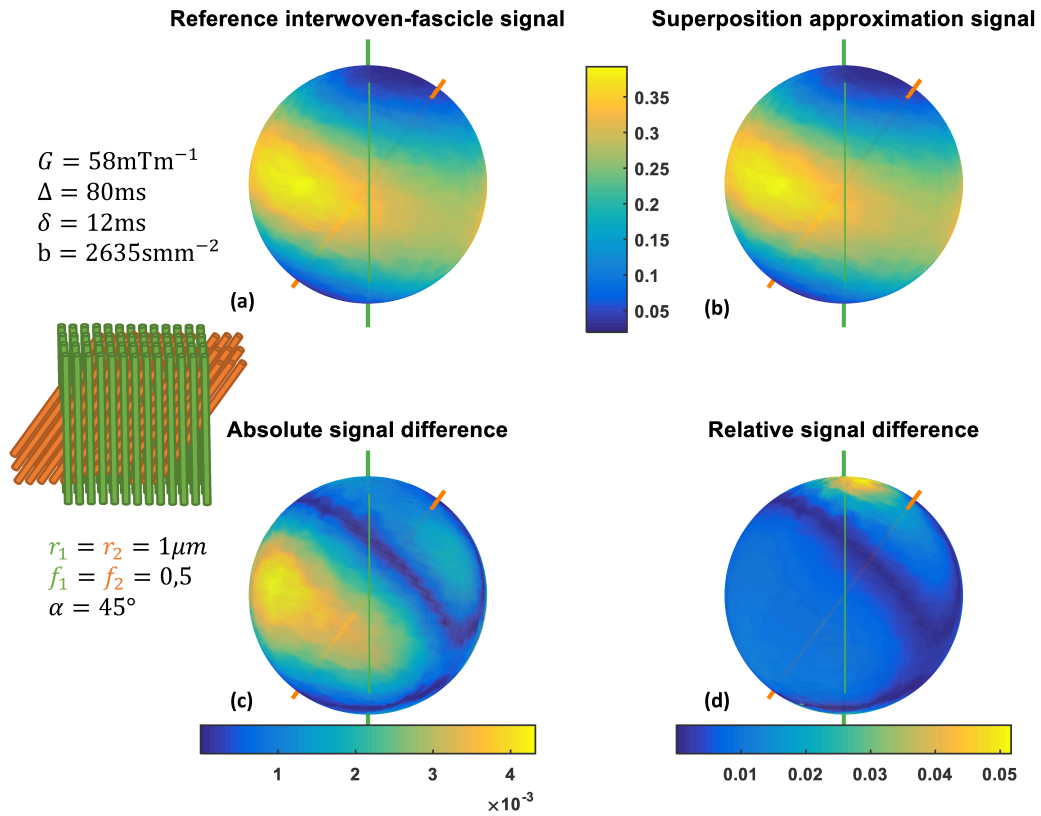 Reference interwoven-fascicle signal
Superposition approximation signal
G = 58mTm⁻¹
Δ = 80ms
δ = 12ms
b = 2635smm⁻²
0.35
0.3
0.25
0.2
0.15
0.1
0.05
(a)
(b)
Absolute signal difference
Relative signal difference
r₁ = r₂ = 1μm
f₁ = f₂ = 0,5
α = 45°
(c)
(d)
1 2 3 4
×10⁻³
0.01 0.02 0.03 0.04 0.05